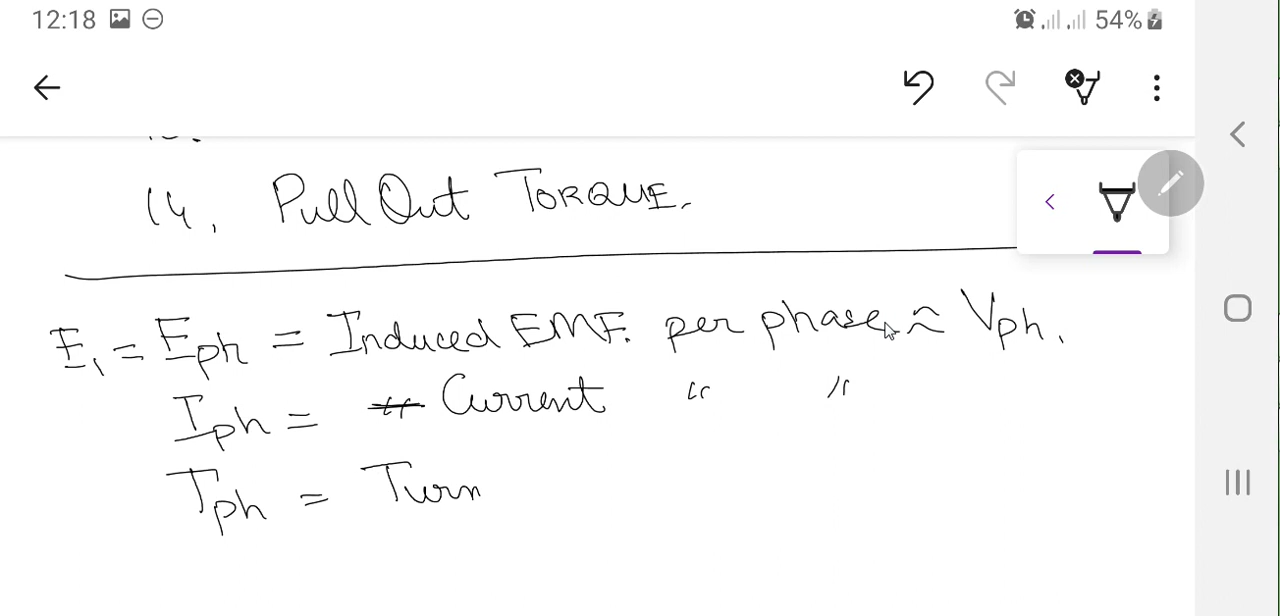 12:18 54%
14. Pull Out TORQUE.
E₁ = Eph = Induced EMF. per phase ≈ Vph.
Iph = Current " "
Tph = Turn